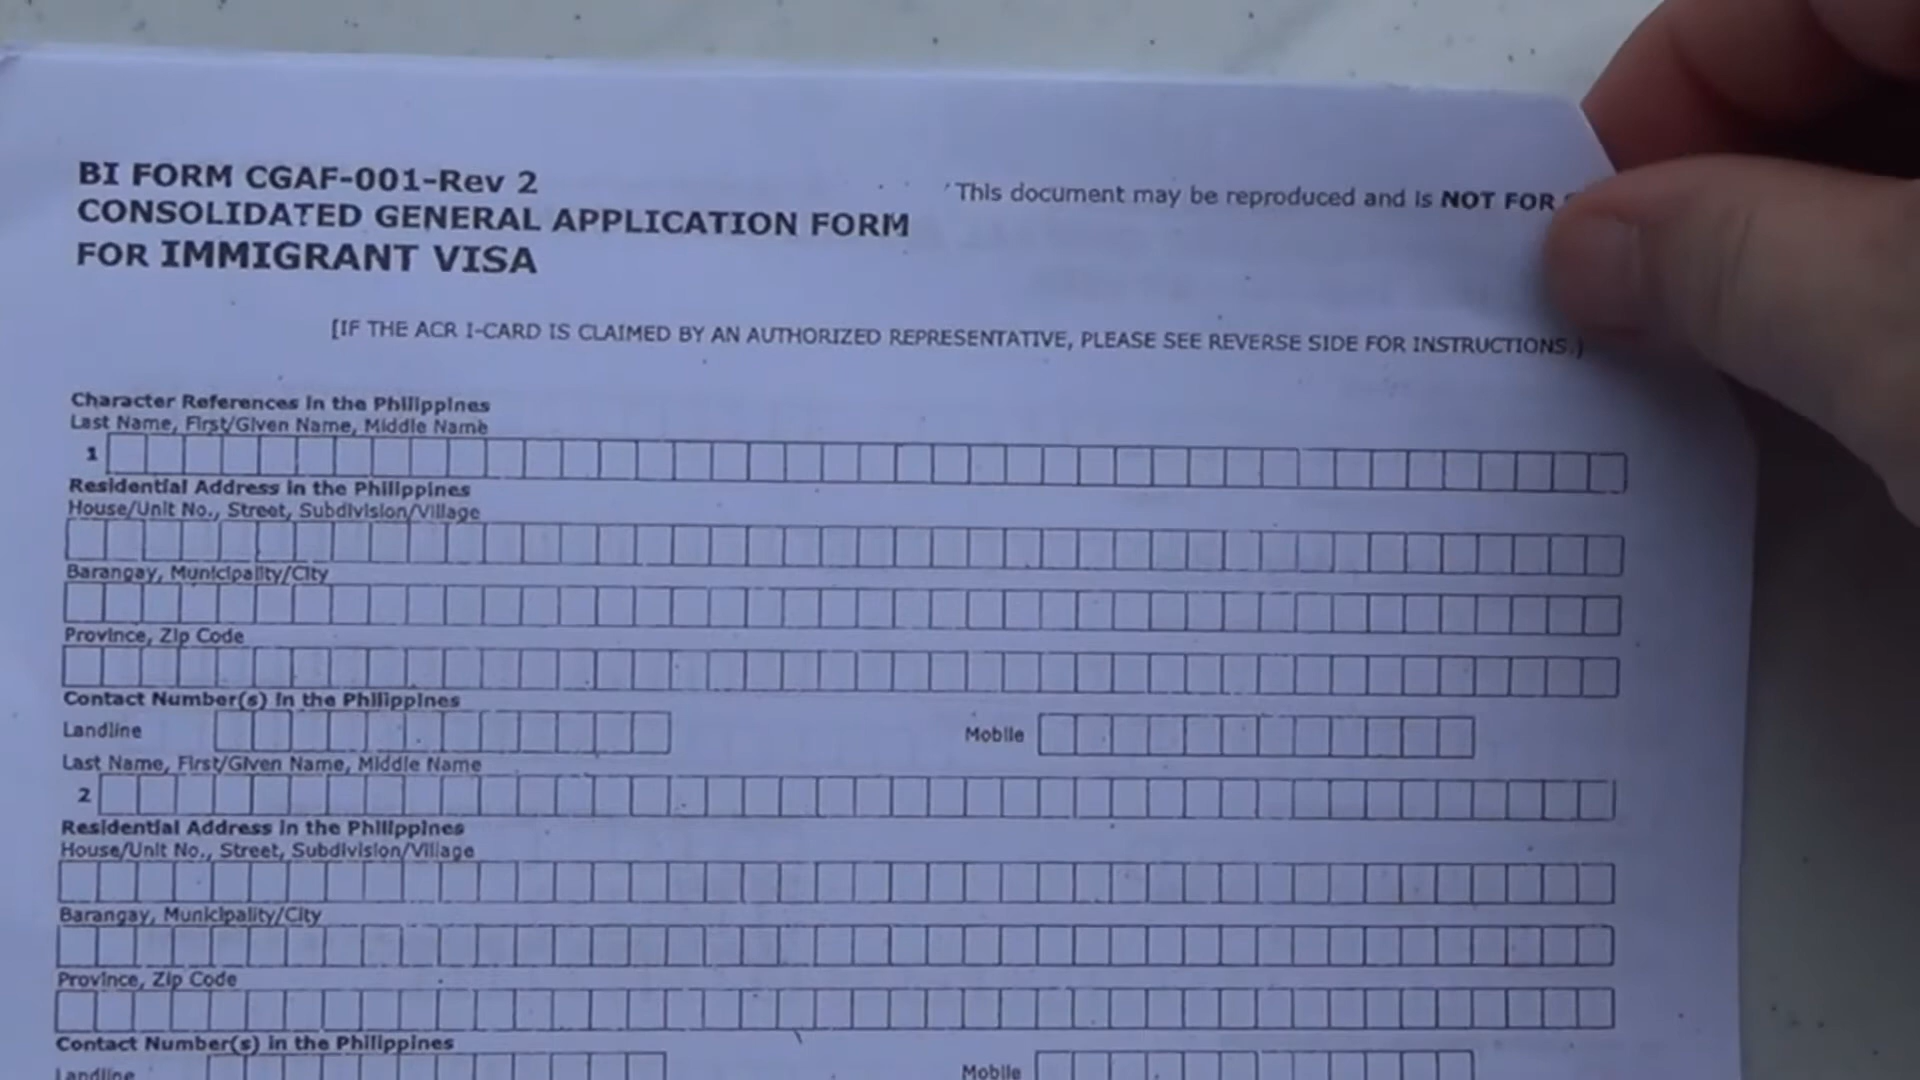 BI FORM CGAF-001-Rev 2
CONSOLIDATED GENERAL APPLICATION FORM
FOR IMMIGRANT VISA
This document may be reproduced and is NOT FOR
[IF THE ACR I-CARD IS CLAIMED BY AN AUTHORIZED REPRESENTATIVE, PLEASE SEE REVERSE SIDE FOR INSTRUCTIONS.]
Character References in the Philippines
Last Name, First/Given Name, Middle Name
1
Residential Address in the Philippines
House/Unit No., Street, Subdivision/Village
Barangay, Municipality/City
Province, Zip Code
Contact Number(s) in the Philippines
Landline Mobile
Last Name, First/Given Name, Middle Name
2
Residential Address in the Philippines
House/Unit No., Street, Subdivision/Village
Barangay, Municipality/City
Province, Zip Code
Contact Number(s) in the Philippines
Landline Mobile